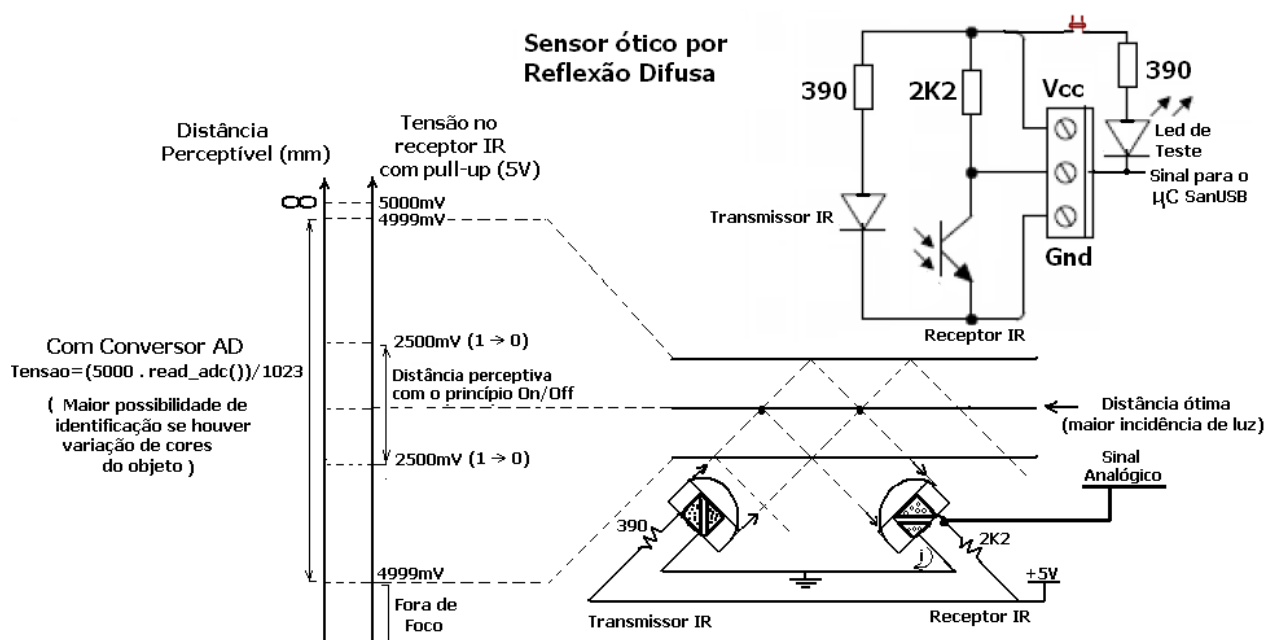 Sensor ótico por
Reflexão Difusa
390
2K2
390
Vcc
Led de
Teste
Sinal para o
µC SanUSB
Transmissor IR
Gnd
Receptor IR
Distância
Perceptível (mm)
Tensão no
receptor IR
com pull-up (5V)
∞
5000mV
4999mV
2500mV (1 → 0)
Com Conversor AD
Tensao=(5000 . read_adc())/1023
( Maior possibilidade de
identificação se houver
variação de cores
do objeto )
Distância perceptiva
com o princípio On/Off
2500mV (1 → 0)
4999mV
Fora de
Foco
Distância ótima
(maior incidência de luz)
Sinal
Analógico
390
2K2
i
+5V
Transmissor IR
Receptor IR